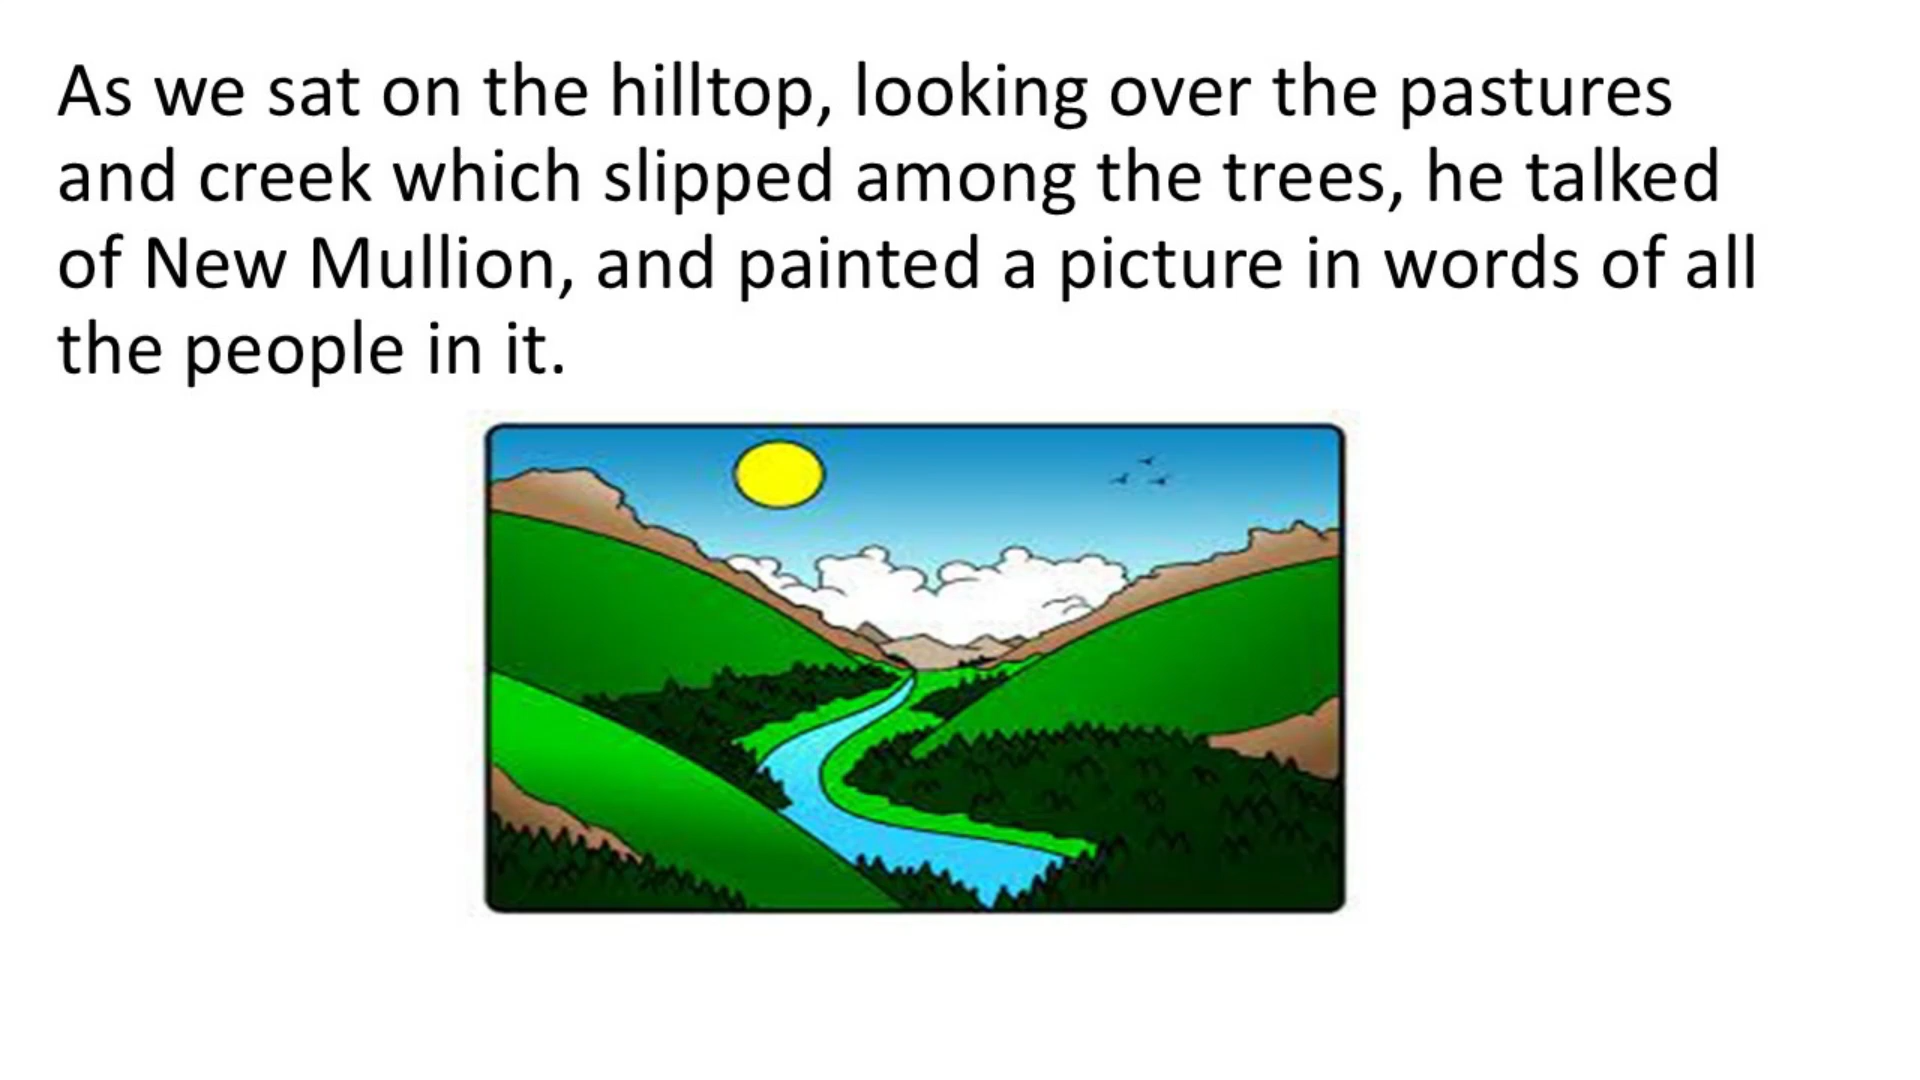 As we sat on the hilltop, looking over the pastures
and creek which slipped among the trees, he talked
of New Mullion, and painted a picture in words of all
the people in it.